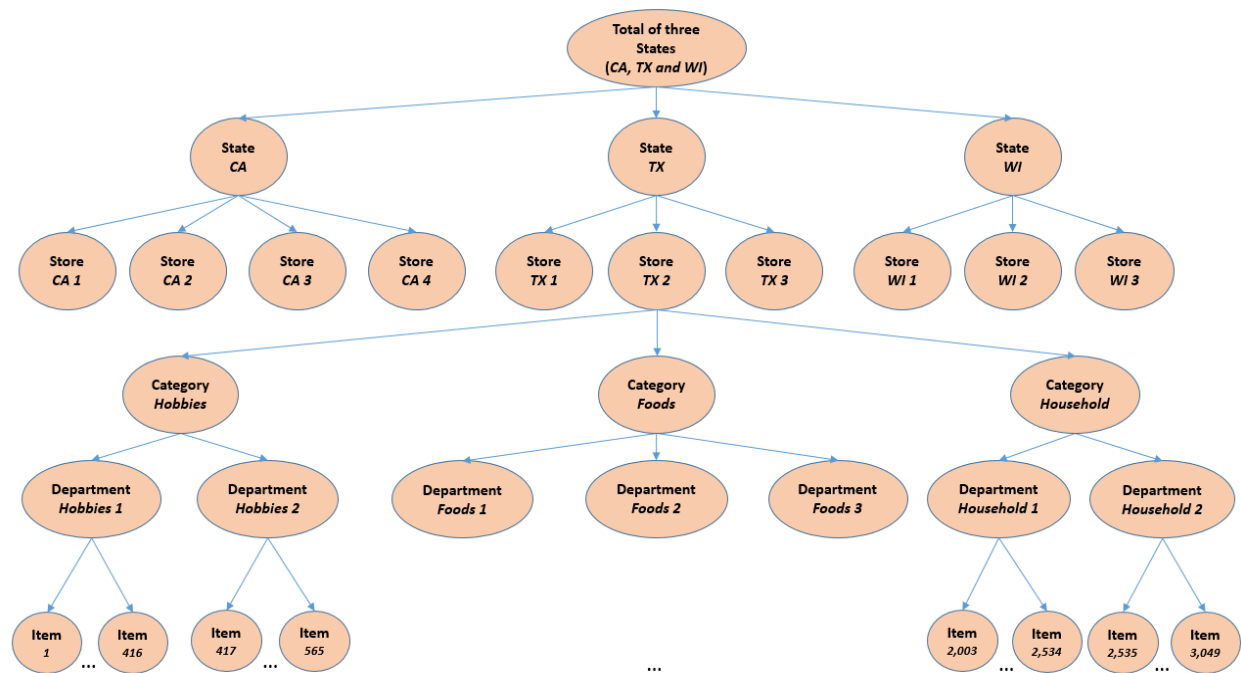 Total of three
States
(CA, TX and WI)
State
CA
State
TX
State
WI
Store
CA 1
Store
CA 2
Store
CA 3
Store
CA 4
Store
TX 1
Store
TX 2
Store
TX 3
Store
WI 1
Store
WI 2
Store
WI 3
Category
Hobbies
Category
Foods
Category
Household
Department
Hobbies 1
Department
Hobbies 2
Department
Foods 1
Department
Foods 2
Department
Foods 3
Department
Household 1
Department
Household 2
Item
1
...
Item
416
Item
417
...
Item
565
...
Item
2,003
...
Item
2,534
Item
2,535
...
Item
3,049